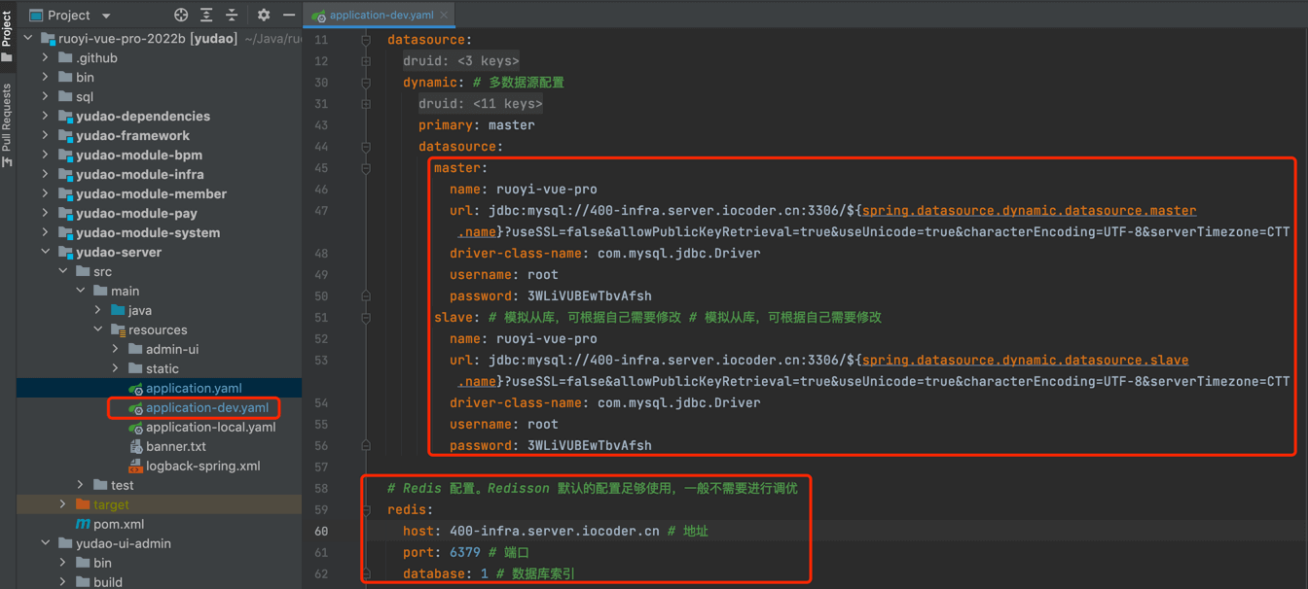 Project
application-dev.yaml
Project
Pull Requests
ruoyi-vue-pro-2022b [yudao] ~/Java/ruo
.github
bin
sql
yudao-dependencies
yudao-framework
yudao-module-bpm
yudao-module-infra
yudao-module-member
yudao-module-pay
yudao-module-system
yudao-server
src
main
java
resources
admin-ui
static
application.yaml
application-dev.yaml
application-local.yaml
banner.txt
logback-spring.xml
test
target
pom.xml
yudao-ui-admin
bin
build
11 datasource:
12 druid: <3 keys>
30 dynamic: # 多数据源配置
31 druid: <11 keys>
43 primary: master
44 datasource:
45 master:
46 name: ruoyi-vue-pro
47 url: jdbc:mysql://400-infra.server.iocoder.cn:3306/${spring.datasource.dynamic.datasource.master
.name}?useSSL=false&allowPublicKeyRetrieval=true&useUnicode=true&characterEncoding=UTF-8&serverTimezone=CTT
48 driver-class-name: com.mysql.jdbc.Driver
49 username: root
50 password: 3WLiVUBEwTbvAfsh
51 slave: # 模拟从库，可根据自己需要修改 # 模拟从库，可根据自己需要修改
52 name: ruoyi-vue-pro
53 url: jdbc:mysql://400-infra.server.iocoder.cn:3306/${spring.datasource.dynamic.datasource.slave
.name}?useSSL=false&allowPublicKeyRetrieval=true&useUnicode=true&characterEncoding=UTF-8&serverTimezone=CTT
54 driver-class-name: com.mysql.jdbc.Driver
55 username: root
56 password: 3WLiVUBEwTbvAfsh
57
58 # Redis 配置。Redisson 默认的配置足够使用，一般不需要进行调优
59 redis:
60 host: 400-infra.server.iocoder.cn # 地址
61 port: 6379 # 端口
62 database: 1 # 数据库索引